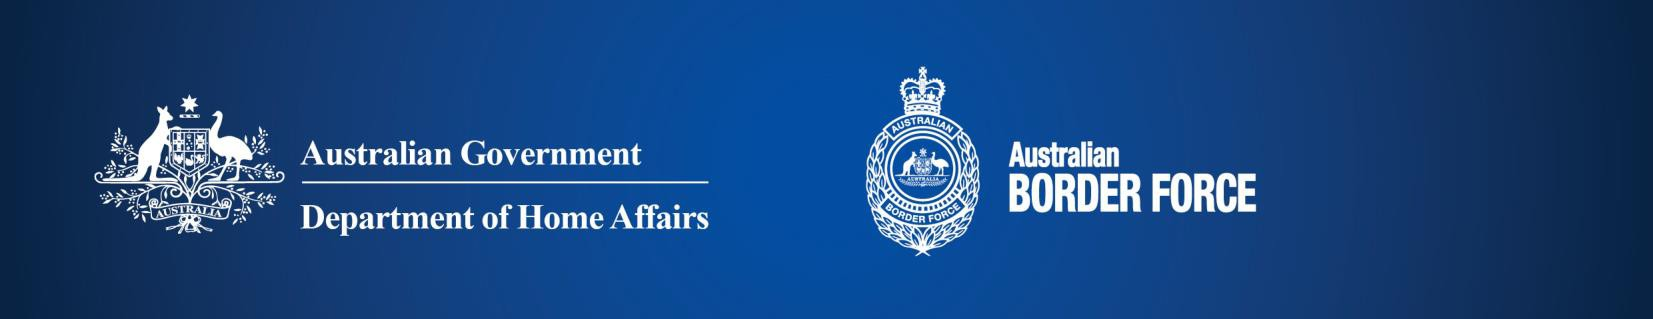 Australian Government
Department of Home Affairs
AUSTRALIA
AUSTRALIAN
AUSTRALIA
BORDER FORCE
Australian
BORDER FORCE